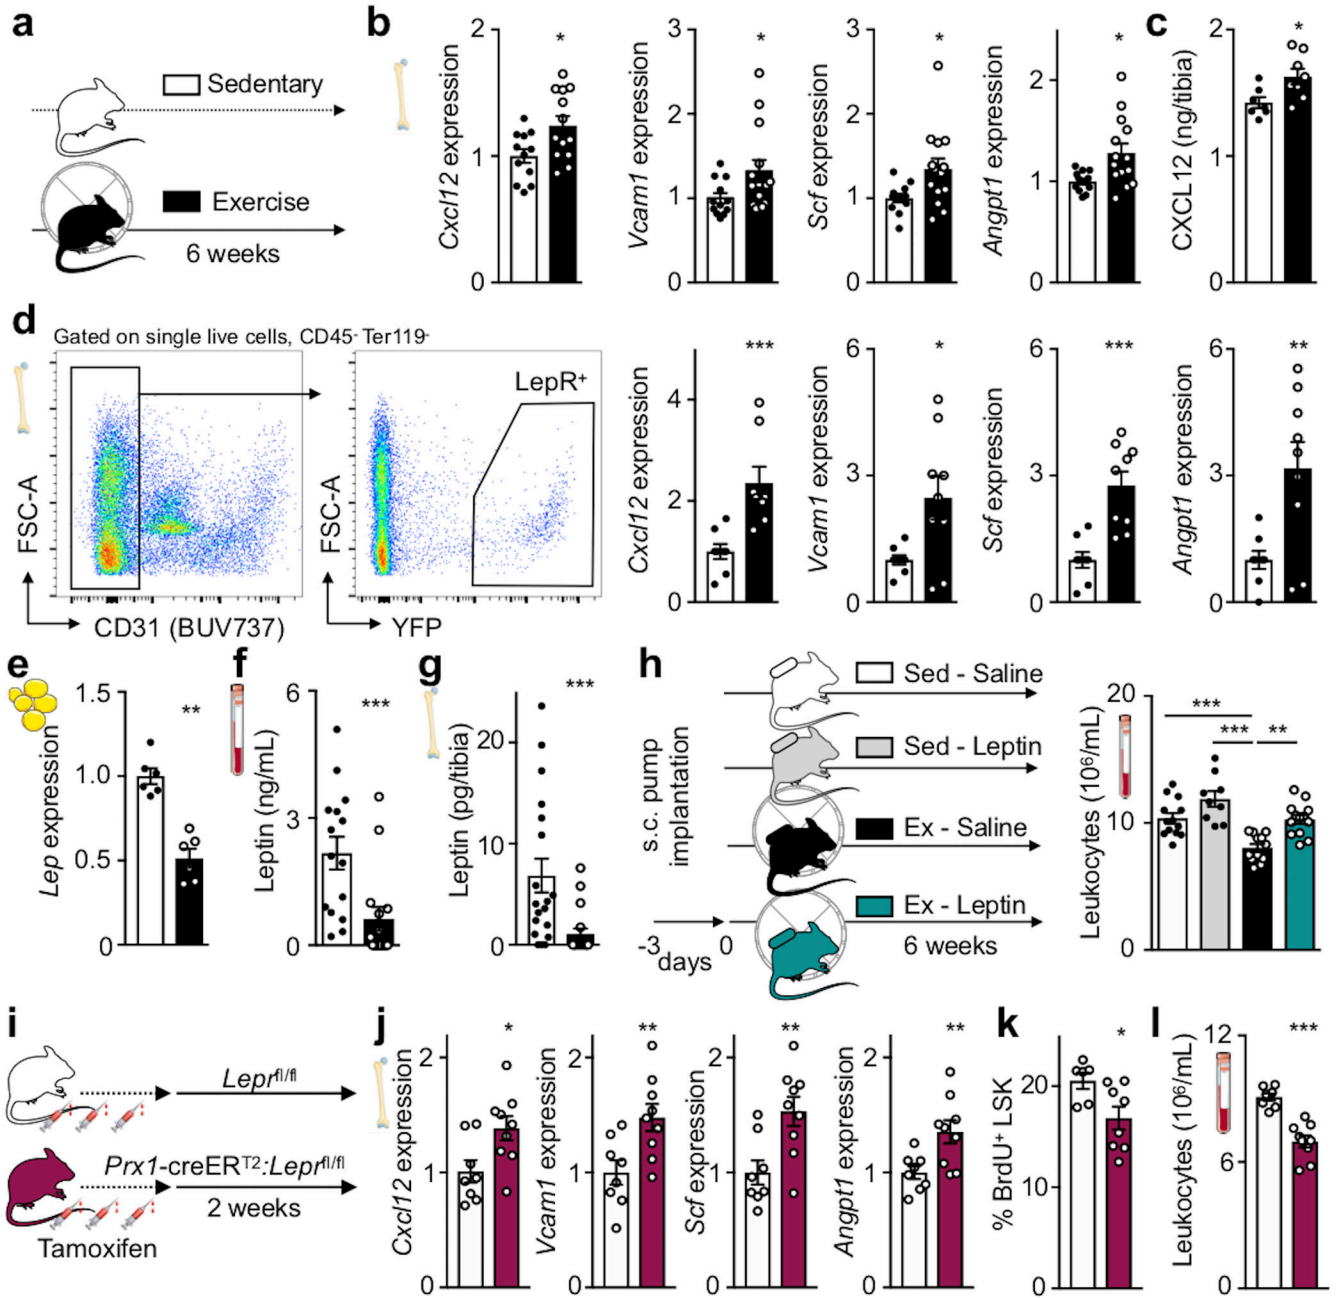 a
Sedentary
Exercise
6 weeks
b
Cxcl12 expression
2
1
0
*
Vcam1 expression
3
2
1
0
*
Scf expression
3
2
1
0
*
Angpt1 expression
2
1
0
*
c
CXCL12 (ng/tibia)
2
1
0
*
d
Gated on single live cells, CD45- Ter119-
FSC-A
CD31 (BUV737)
FSC-A
YFP
LepR+
Cxcl12 expression
4
2
0
***
Vcam1 expression
6
3
0
*
Scf expression
6
3
0
***
Angpt1 expression
6
3
0
**
e
Lep expression
1.5
1.0
0.5
0
**
f
Leptin (ng/mL)
6
3
0
***
g
Leptin (pg/tibia)
20
10
0
***
h
s.c. pump
implantation
Sed - Saline
Sed - Leptin
Ex - Saline
Ex - Leptin
-3
0
days
6 weeks
Leukocytes (10⁶/mL)
20
10
0
***
*** **
i
Leprfl/fl
Prx1-creERT2:Leprfl/fl
2 weeks
Tamoxifen
j
Cxcl12 expression
2
1
0
*
Vcam1 expression
2
1
0
**
Scf expression
2
1
0
**
Angpt1 expression
2
1
0
**
k
% BrdU+ LSK
20
10
0
*
l
Leukocytes (10⁶/mL)
12
6
0
***